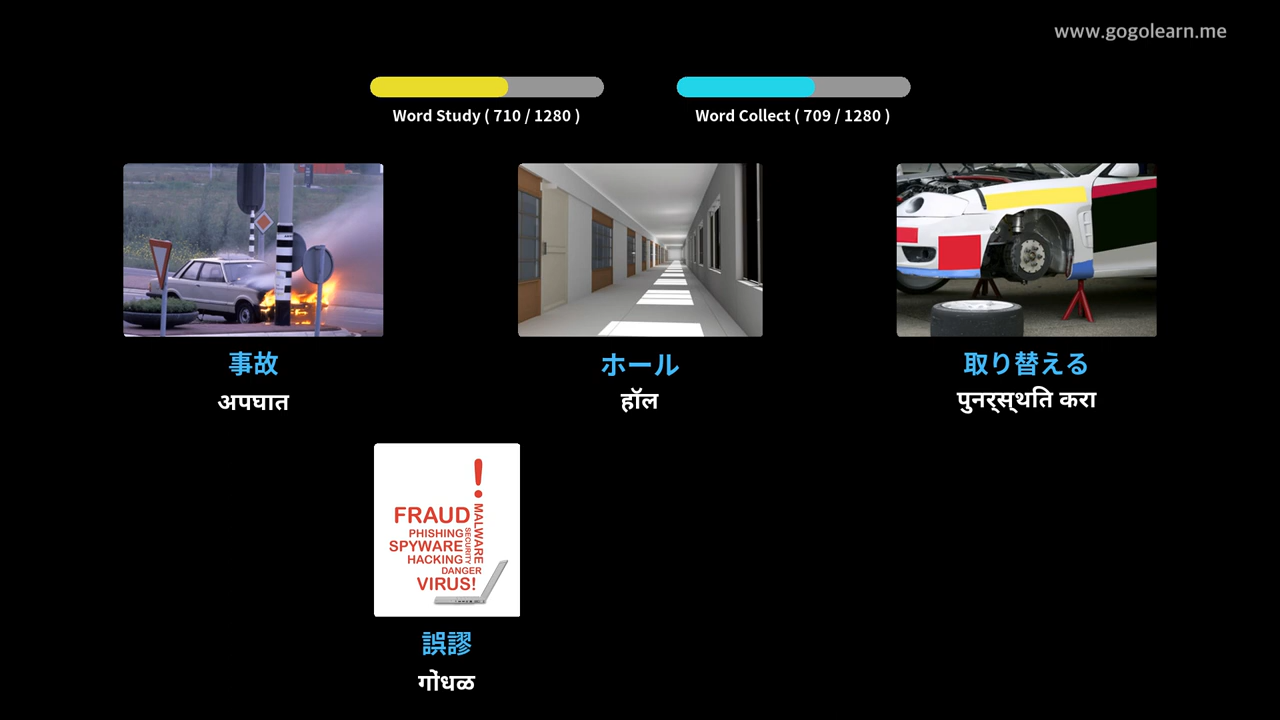 www.gogolearn.me
Word Study ( 710 / 1280 )
Word Collect ( 709 / 1280 )
事故
ホール
取り替える
अपघात
हॉल
पुनर्स्थति करा
!
FRAUD
MALWARE
PHISHING
SECURITY
SPYWARE
HACKING
DANGER
VIRUS!
誤謬
गोंधळ